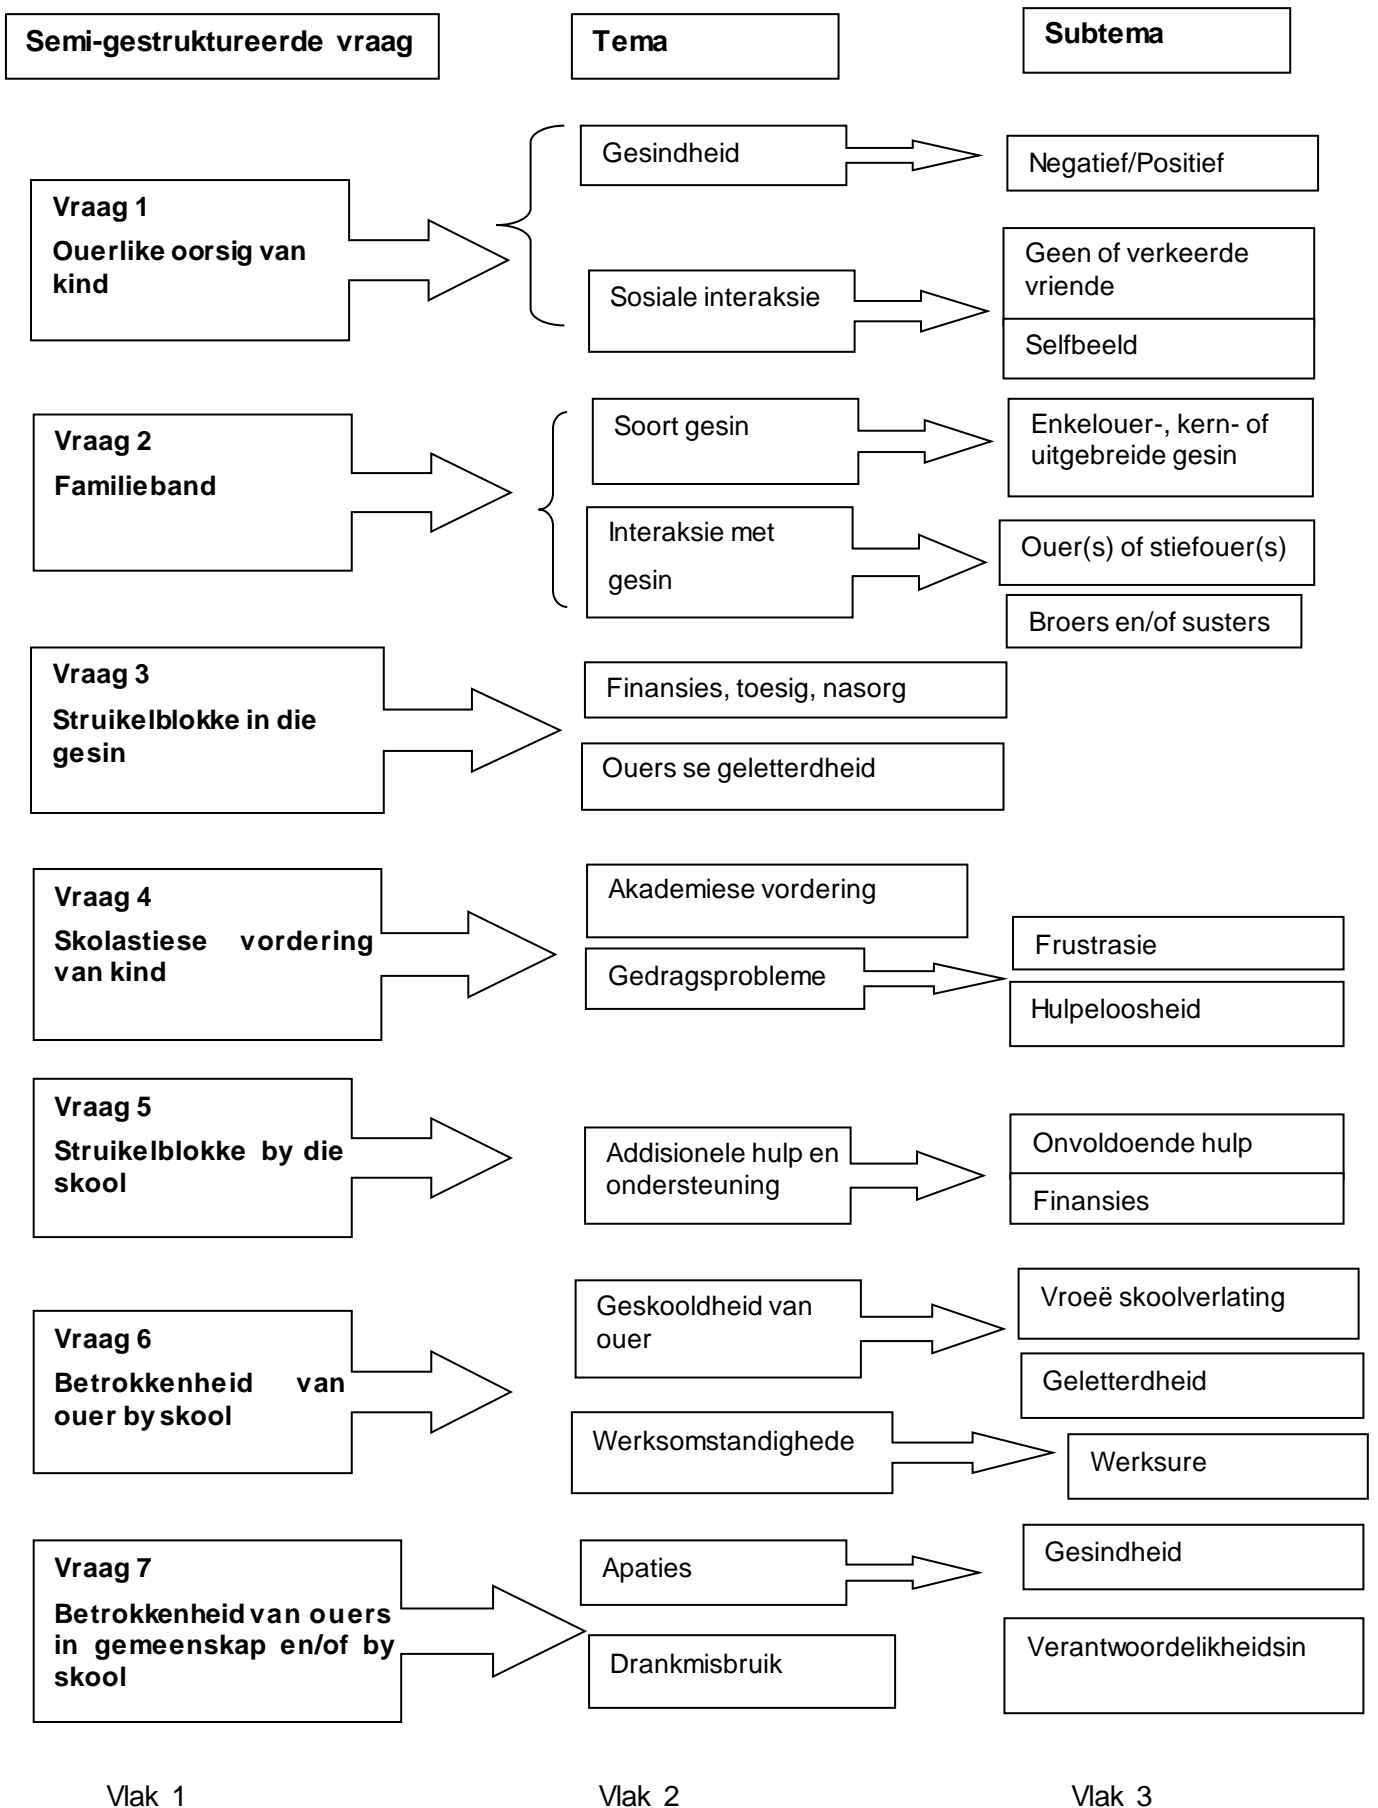 Semi-gestruktureerde vraag
Tema
Subtema
Vraag 1
Ouerlike oorsig van
kind
Gesindheid
Negatief/Positief
Sosiale interaksie
Geen of verkeerde
vriende
Selfbeeld
Vraag 2
Familieband
Soort gesin
Enkelouer-, kern- of
uitgebreide gesin
Interaksie met
gesin
Ouer(s) of stiefouer(s)
Broers en/of susters
Vraag 3
Struikelblokke in die
gesin
Finansies, toesig, nasorg
Ouers se geletterdheid
Vraag 4
Skolastiese vordering
van kind
Akademiese vordering
Gedragsprobleme
Frustrasie
Hulpeloosheid
Vraag 5
Struikelblokke by die
skool
Addisionele hulp en
ondersteuning
Onvoldoende hulp
Finansies
Vraag 6
Betrokkenheid van
ouer by skool
Geskooldheid van
ouer
Vroeë skoolverlating
Geletterdheid
Werksomstandighede
Werksure
Vraag 7
Betrokkenheid van ouers
in gemeenskap en/of by
skool
Apaties
Gesindheid
Drankmisbruik
Verantwoordelikheidsin
Vlak 1
Vlak 2
Vlak 3